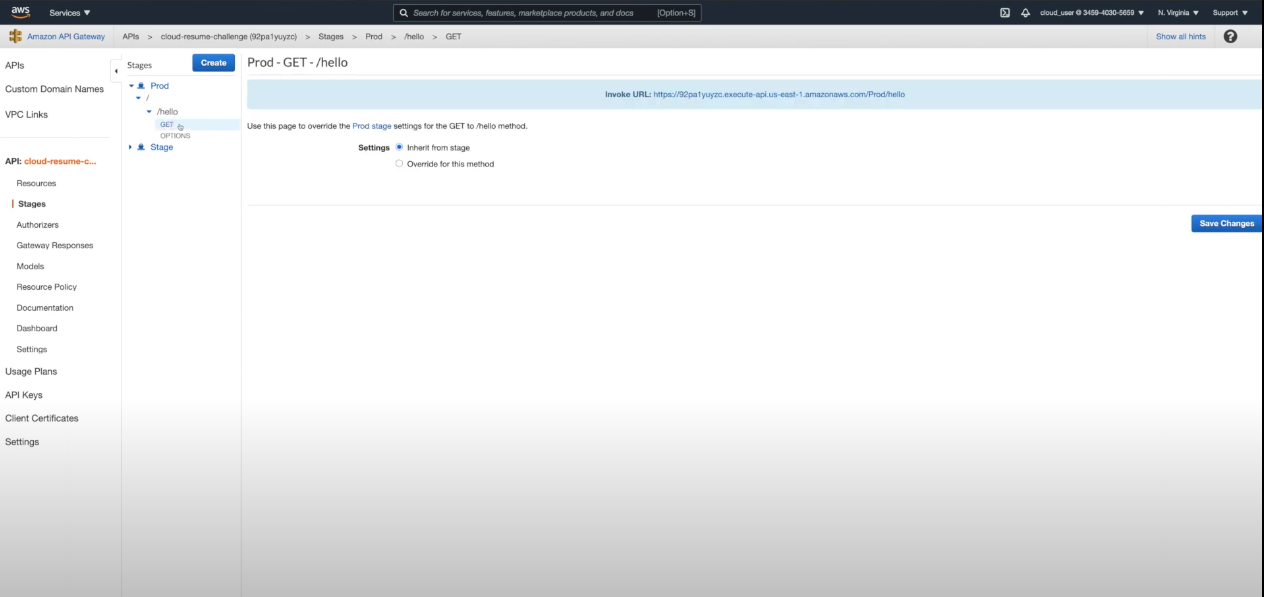 aws Services Search for services, features, marketplace products, and docs [Option+S] cloud_user @ 3459-4030-5659 N. Virginia Support
Amazon API Gateway APIs > cloud-resume-challenge (92pa1yuyzc) > Stages > Prod > /hello > GET Show all hints ?
APIs
Custom Domain Names
VPC Links
API: cloud-resume-c...
Resources
Stages
Authorizers
Gateway Responses
Models
Resource Policy
Documentation
Dashboard
Settings
Usage Plans
API Keys
Client Certificates
Settings
Stages Create
Prod
/
/hello
GET
OPTIONS
Stage
Prod - GET - /hello
Invoke URL: https://92pa1yuyzc.execute-api.us-east-1.amazonaws.com/Prod/hello
Use this page to override the Prod stage settings for the GET to /hello method.
Settings Inherit from stage
Override for this method
Save Changes